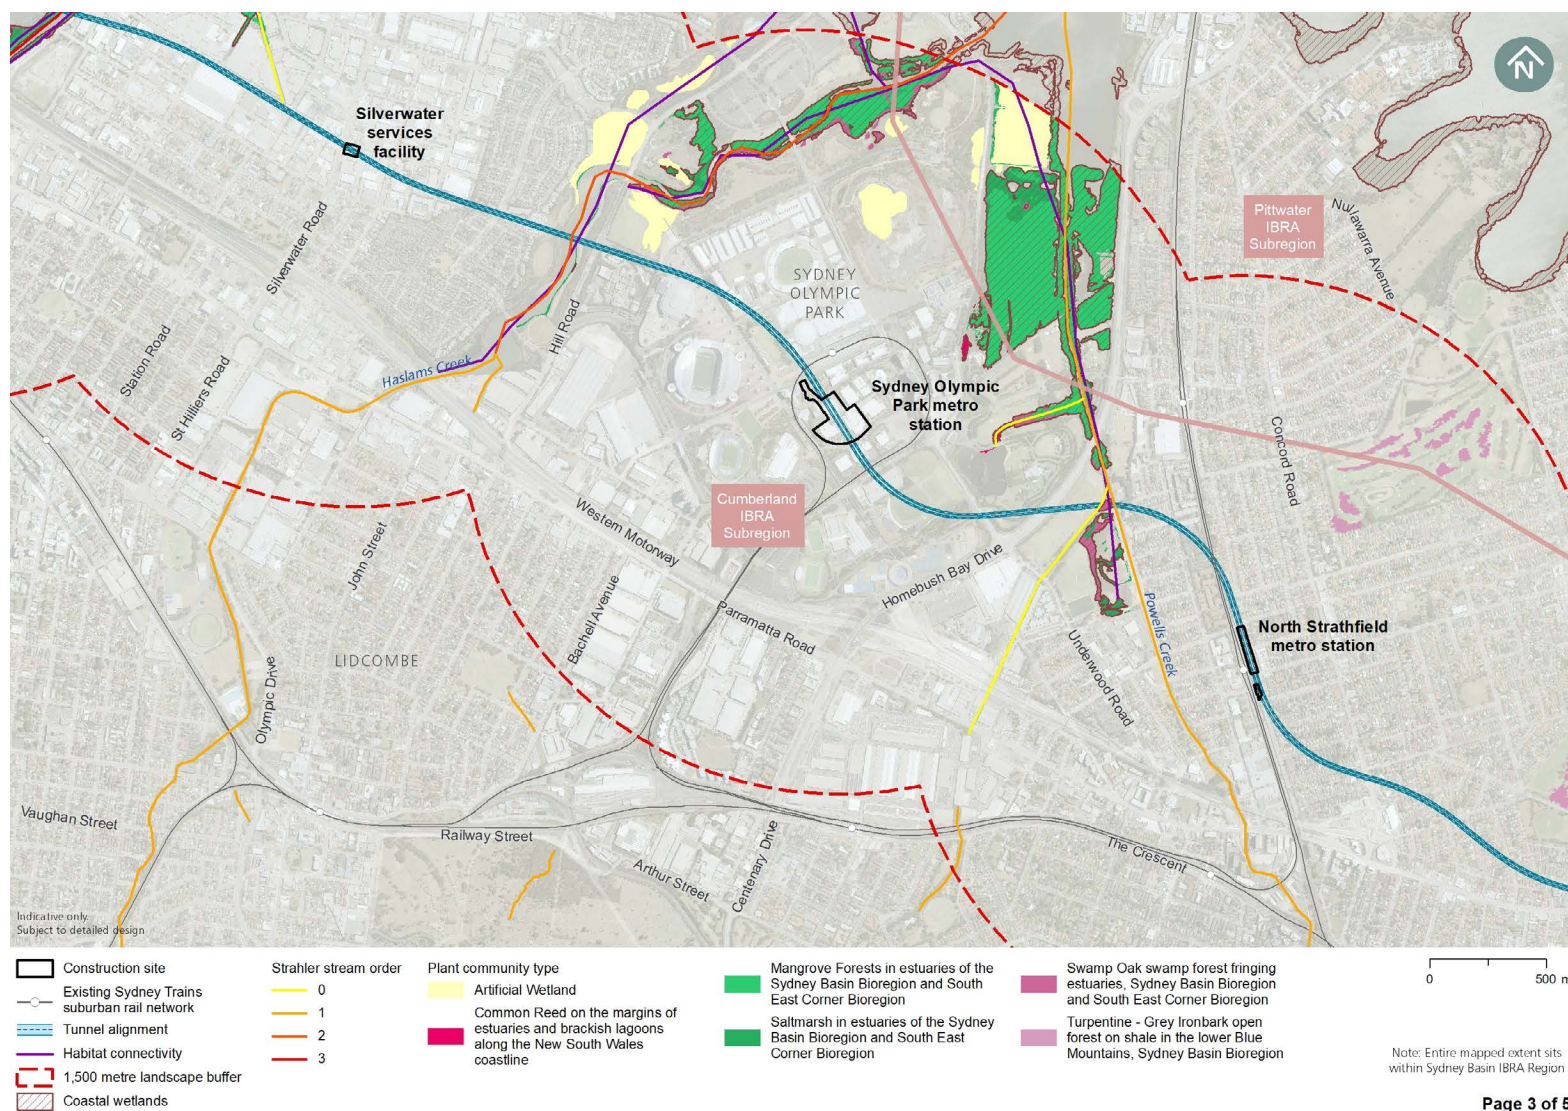 N
Silverwater
services
facility
Pittwater
IBRA
Subregion
Nullawarra Avenue
Silverwater Road
SYDNEY
OLYMPIC
PARK
Hill Road
Station Road
St Hilliers Road
Haslams Creek
Sydney Olympic
Park metro
station
Concord Road
Cumberland
IBRA
Subregion
Western Motorway
John Street
Homebush Bay Drive
Bachell Avenue
Parramatta Road
Powells Creek
North Strathfield
metro station
Underwood Road
LIDCOMBE
Olympic Drive
Vaughan Street
Railway Street
The Crescent
Arthur Street
Centenary Drive
Indicative only.
Subject to detailed design
Construction site
Existing Sydney Trains
suburban rail network
Tunnel alignment
Habitat connectivity
1,500 metre landscape buffer
Coastal wetlands
Strahler stream order
0
1
2
3
Plant community type
Artificial Wetland
Common Reed on the margins of
estuaries and brackish lagoons
along the New South Wales
coastline
Mangrove Forests in estuaries of the
Sydney Basin Bioregion and South
East Corner Bioregion
Saltmarsh in estuaries of the Sydney
Basin Bioregion and South East
Corner Bioregion
Swamp Oak swamp forest fringing
estuaries, Sydney Basin Bioregion
and South East Corner Bioregion
Turpentine - Grey Ironbark open
forest on shale in the lower Blue
Mountains, Sydney Basin Bioregion
0 500 m
Note: Entire mapped extent sits
within Sydney Basin IBRA Region
Page 3 of 5